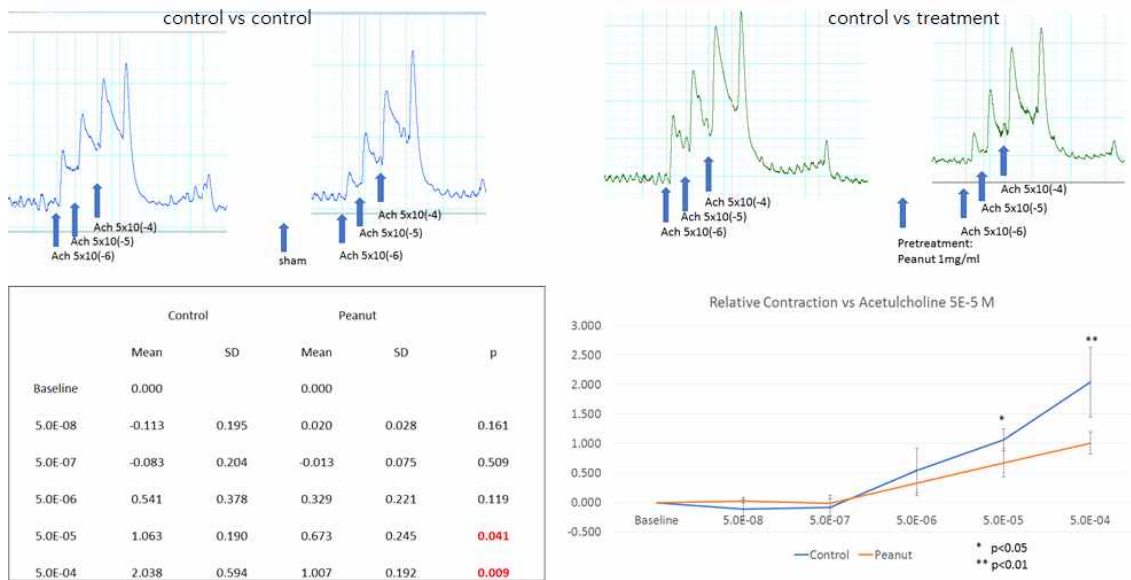 control vs control
Ach 5x10(-4)
Ach 5x10(-5)
Ach 5x10(-6)
sham
Ach 5x10(-4)
Ach 5x10(-5)
Ach 5x10(-6)
control vs treatment
Ach 5x10(-4)
Ach 5x10(-5)
Ach 5x10(-6)
Pretreatment:
Peanut 1mg/ml
Ach 5x10(-4)
Ach 5x10(-5)
Ach 5x10(-6)
Control Peanut
Mean SD Mean SD p
Baseline 0.000 0.000
5.0E-08 -0.113 0.195 0.020 0.028 0.161
5.0E-07 -0.083 0.204 -0.013 0.075 0.509
5.0E-06 0.541 0.378 0.329 0.221 0.119
5.0E-05 1.063 0.190 0.673 0.245 0.041
5.0E-04 2.038 0.594 1.007 0.192 0.009
Relative Contraction vs Acetulcholine 5E-5 M
3.000
2.500
2.000
1.500
1.000
0.500
0.000
-0.500
**
*
Baseline 5.0E-08 5.0E-07 5.0E-06 5.0E-05 5.0E-04
Control Peanut
* p<0.05
** p<0.01